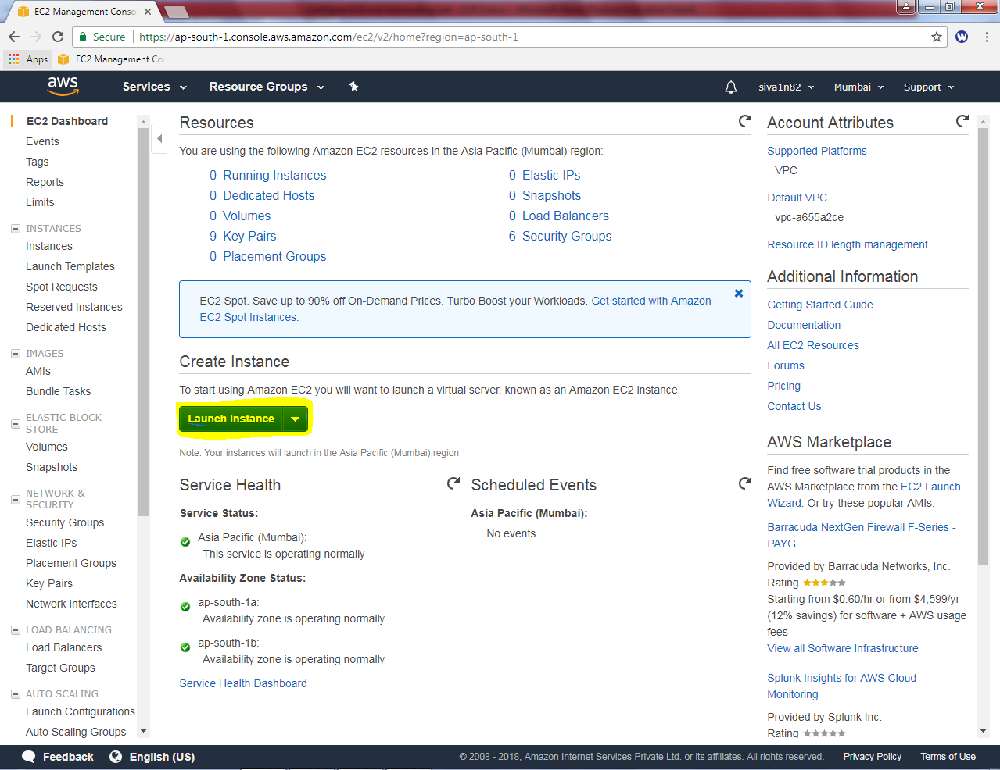 EC2 Management Conso
Secure
https://ap-south-1.console.aws.amazon.com/ec2/v2/home?region=ap-south-1
W
Apps
EC2 Management Co
aws
Services
Resource Groups
siva1n82
Mumbai
Support
EC2 Dashboard
Events
Tags
Reports
Limits
INSTANCES
Instances
Launch Templates
Spot Requests
Reserved Instances
Dedicated Hosts
IMAGES
AMIs
Bundle Tasks
ELASTIC BLOCK
STORE
Volumes
Snapshots
NETWORK &
SECURITY
Security Groups
Elastic IPs
Placement Groups
Key Pairs
Network Interfaces
LOAD BALANCING
Load Balancers
Target Groups
AUTO SCALING
Launch Configurations
Auto Scaling Groups
Resources
You are using the following Amazon EC2 resources in the Asia Pacific (Mumbai) region:
0 Running Instances
0 Dedicated Hosts
0 Volumes
9 Key Pairs
0 Placement Groups
0 Elastic IPs
0 Snapshots
0 Load Balancers
6 Security Groups
EC2 Spot. Save up to 90% off On-Demand Prices. Turbo Boost your Workloads. Get started with Amazon
EC2 Spot Instances.
Create Instance
To start using Amazon EC2 you will want to launch a virtual server, known as an Amazon EC2 instance.
Launch Instance
Note: Your instances will launch in the Asia Pacific (Mumbai) region
Service Health
Service Status:
Asia Pacific (Mumbai):
This service is operating normally
Availability Zone Status:
ap-south-1a:
Availability zone is operating normally
ap-south-1b:
Availability zone is operating normally
Service Health Dashboard
Scheduled Events
Asia Pacific (Mumbai):
No events
Account Attributes
Supported Platforms
VPC
Default VPC
vpc-a655a2ce
Resource ID length management
Additional Information
Getting Started Guide
Documentation
All EC2 Resources
Forums
Pricing
Contact Us
AWS Marketplace
Find free software trial products in the
AWS Marketplace from the EC2 Launch
Wizard. Or try these popular AMIs:
Barracuda NextGen Firewall F-Series -
PAYG
Provided by Barracuda Networks, Inc.
Rating
Starting from $0.60/hr or from $4,599/yr
(12% savings) for software + AWS usage
fees
View all Software Infrastructure
Splunk Insights for AWS Cloud
Monitoring
Provided by Splunk Inc.
Rating
Feedback
English (US)
© 2008 - 2018, Amazon Internet Services Private Ltd. or its affiliates. All rights reserved.
Privacy Policy
Terms of Use